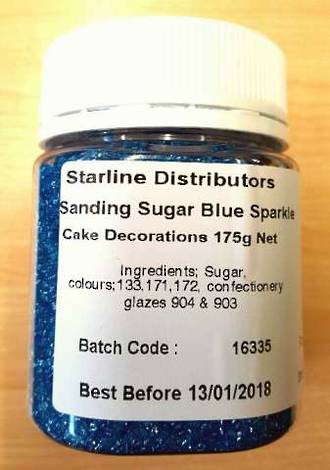 Starline Distributors
Sanding Sugar Blue Sparkle
Cake Decorations 175g Net
Ingredients; Sugar,
colours;133,171,172, confectionery
glazes 904 & 903
Batch Code : 16335
Best Before 13/01/2018